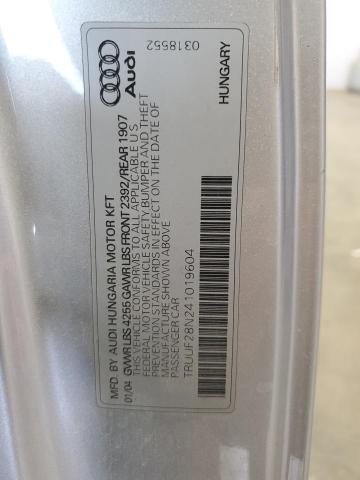 MFD. BY AUDI HUNGARIA MOTOR KFT
01/04 GVWR LBS 4255 GAWR LBS FRONT 2392/REAR 1907
THIS VEHICLE CONFORMS TO ALL APPLICABLE U S
FEDERAL MOTOR VEHICLE SAFETY BUMPER AND THEFT
PREVENTION STANDARDS IN EFFECT ON THE DATE OF
MANUFACTURE SHOWN ABOVE
PASSENGER CAR
TRUUF28N241019604
Audi
0318552
HUNGARY